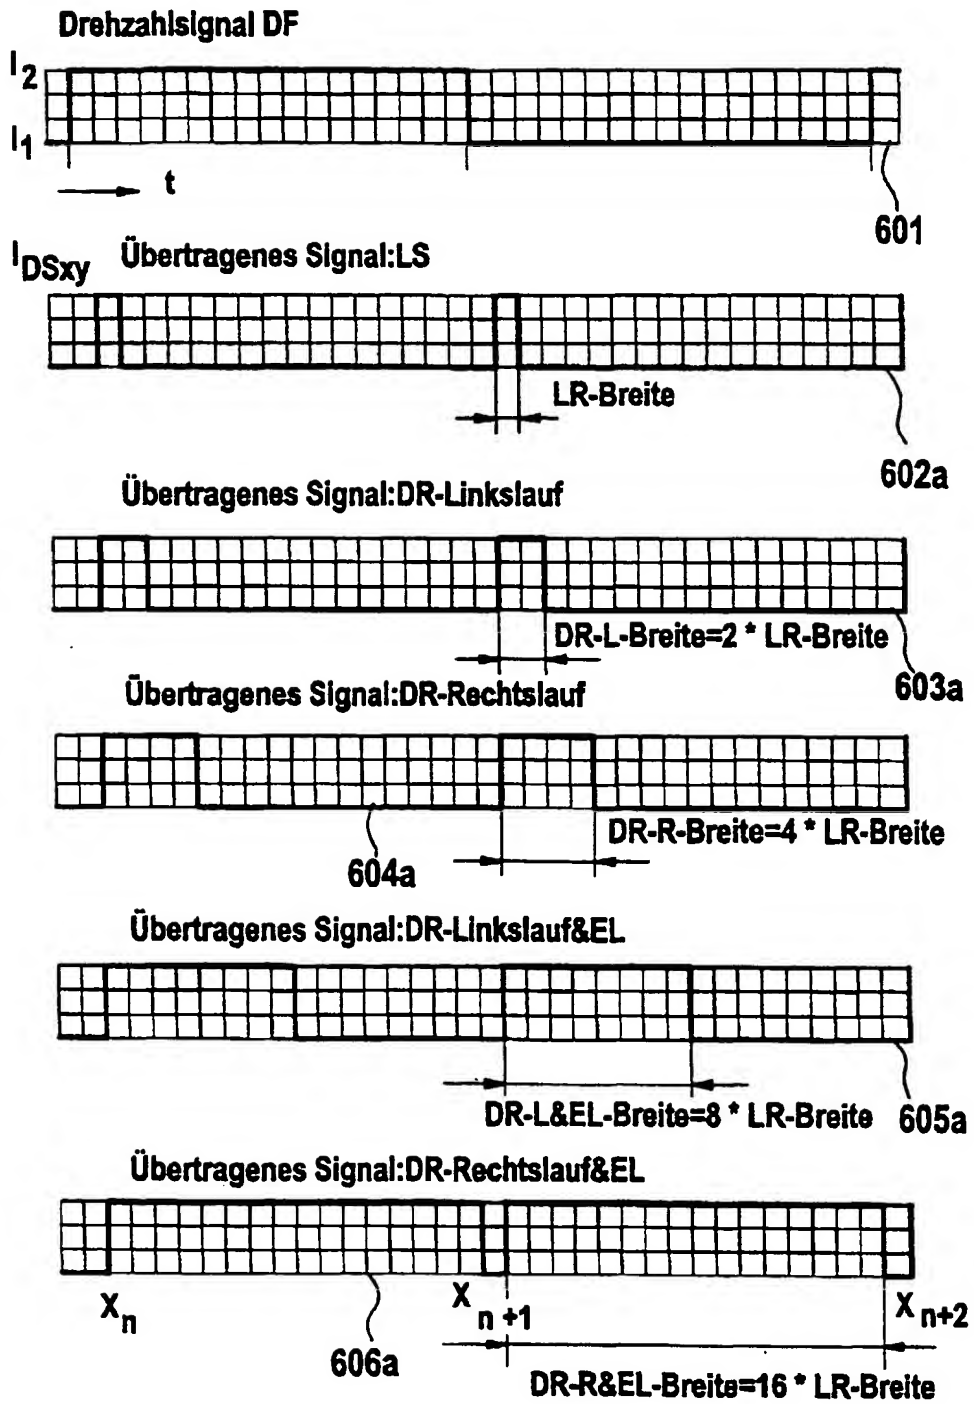 Drehzahlsignal DF
I2
I1
t
601
IDSxy Übertragenes Signal:LS
LR-Breite
602a
Übertragenes Signal:DR-Linkslauf
DR-L-Breite=2 * LR-Breite
603a
Übertragenes Signal:DR-Rechtslauf
DR-R-Breite=4 * LR-Breite
604a
Übertragenes Signal:DR-Linkslauf&EL
DR-L&EL-Breite=8 * LR-Breite 605a
Übertragenes Signal:DR-Rechtslauf&EL
Xn Xn+1 Xn+2
606a
DR-R&EL-Breite=16 * LR-Breite